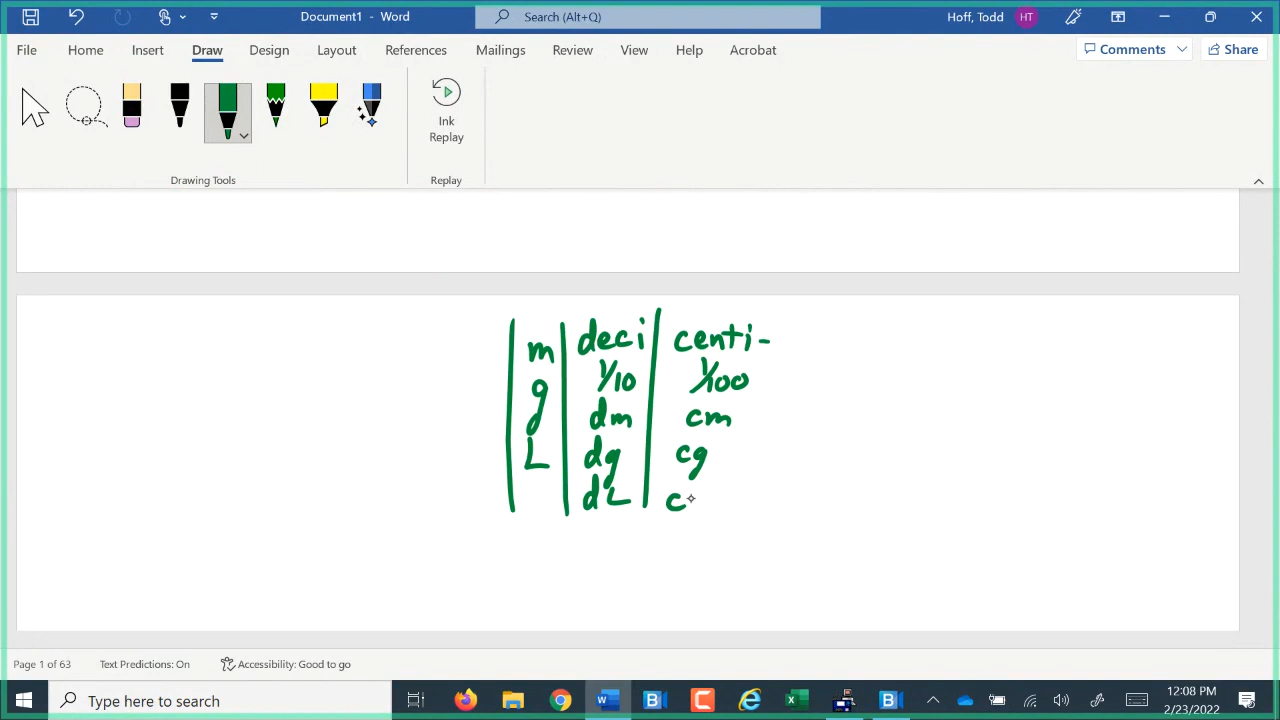 Document1 - Word
Search (Alt+Q)
Hoff, Todd HT
File Home Insert Draw Design Layout References Mailings Review View Help Acrobat
Comments Share
Ink
Replay
Drawing Tools
Replay
m deci centi-
g 1/10 1/100
dm cm
L dg cg
dL c
Page 1 of 63 Text Predictions: On Accessibility: Good to go
Type here to search
12:08 PM
2/23/2022